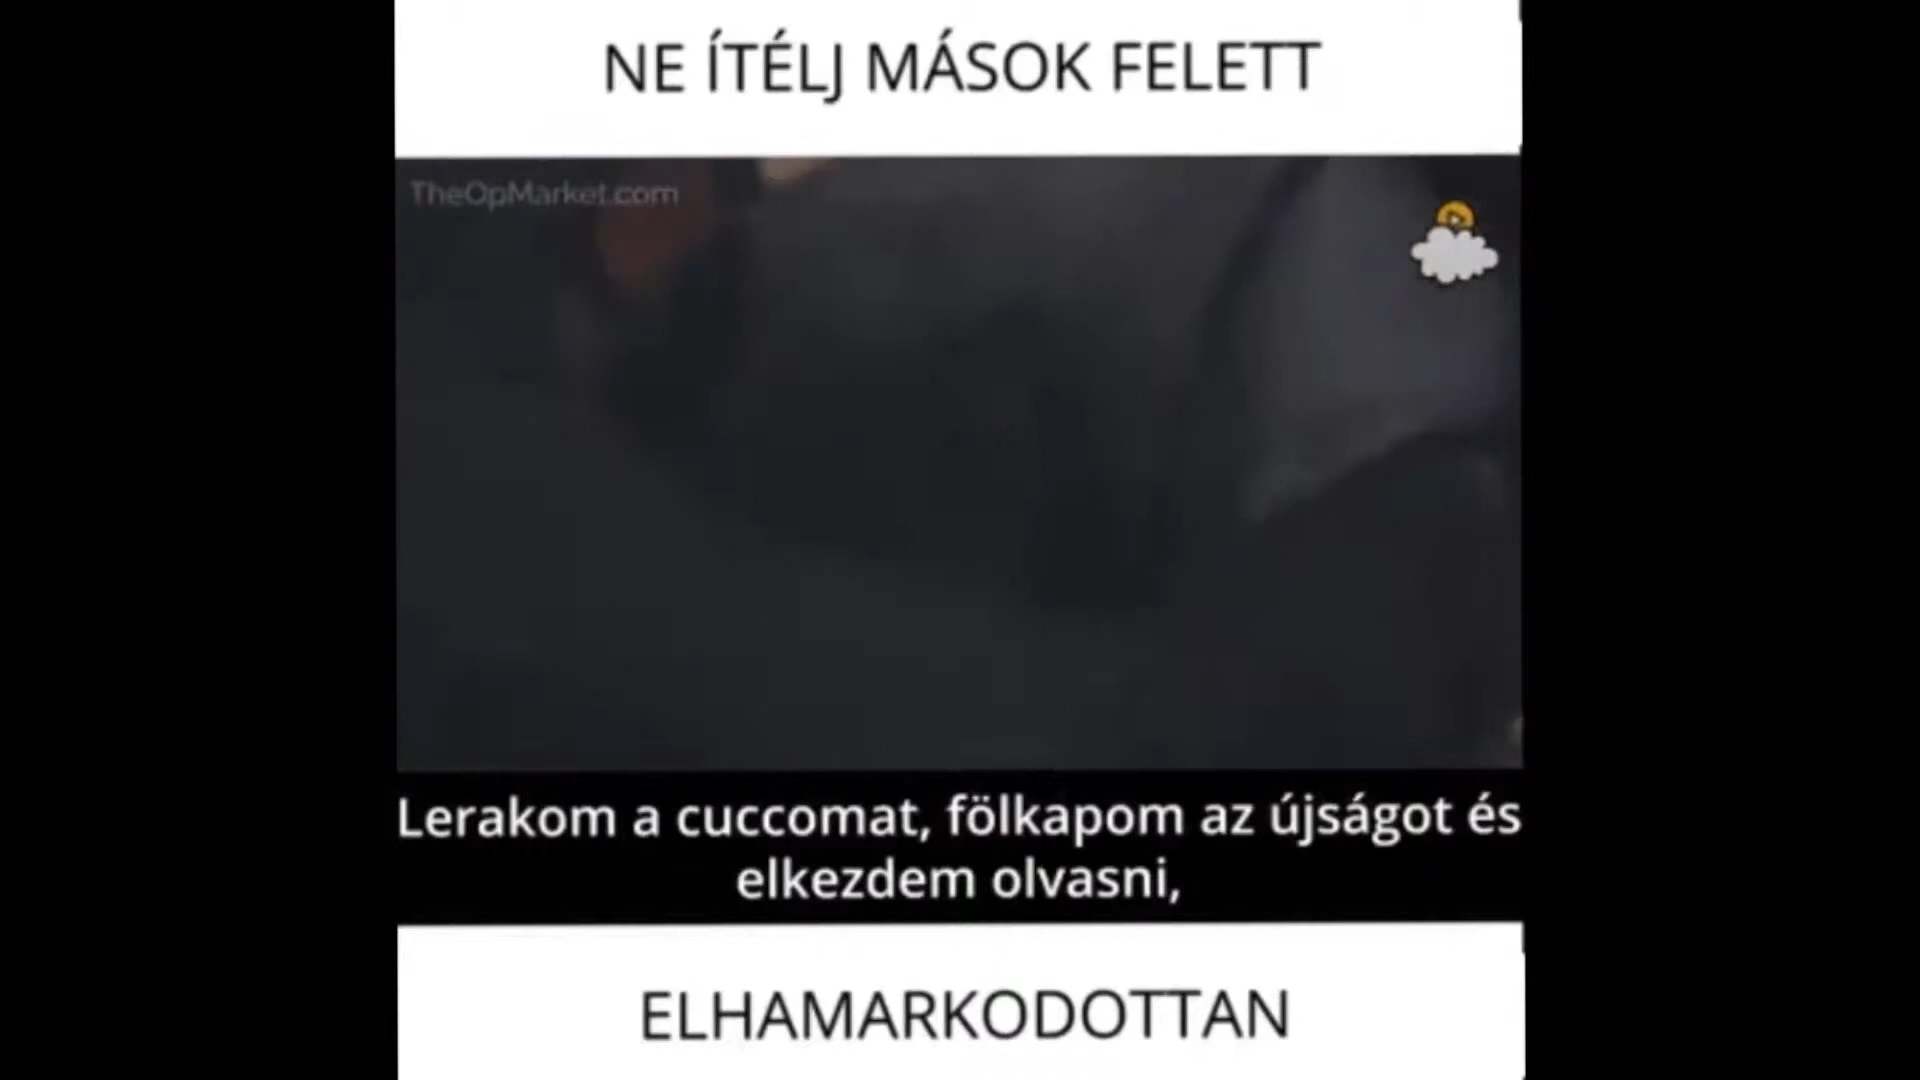 NE ÍTÉLJ MÁSOK FELETT
TheOpMarket.com
Lerakom a cuccomat, fölkapom az újságot és
elkezdem olvasni,
ELHAMARKODOTTAN